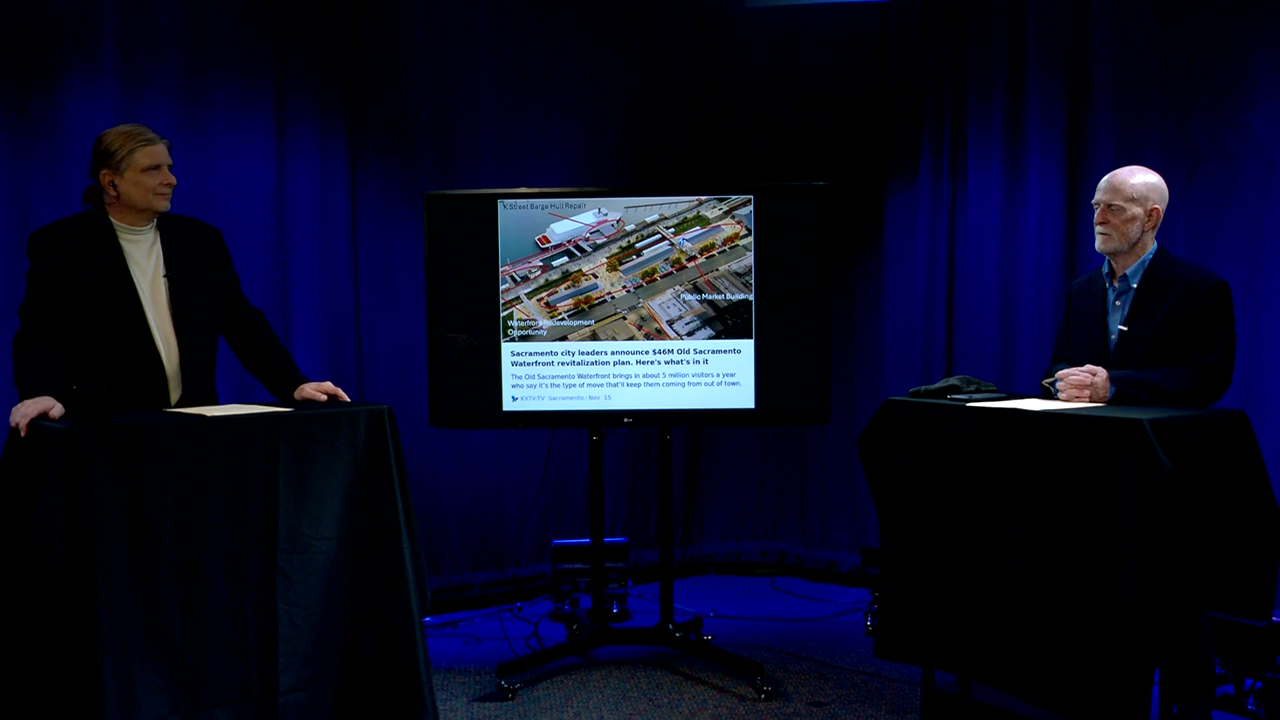 K Street Barge Hull Repair
Public Market Building
Waterfront Redevelopment
Opportunity
Sacramento city leaders announce $46M Old Sacramento
Waterfront revitalization plan. Here's what's in it
The Old Sacramento Waterfront brings in about 5 million visitors a year
who say it's the type of move that'll keep them coming from out of town.
KXTV-TV Sacramento / Nov 15
LG